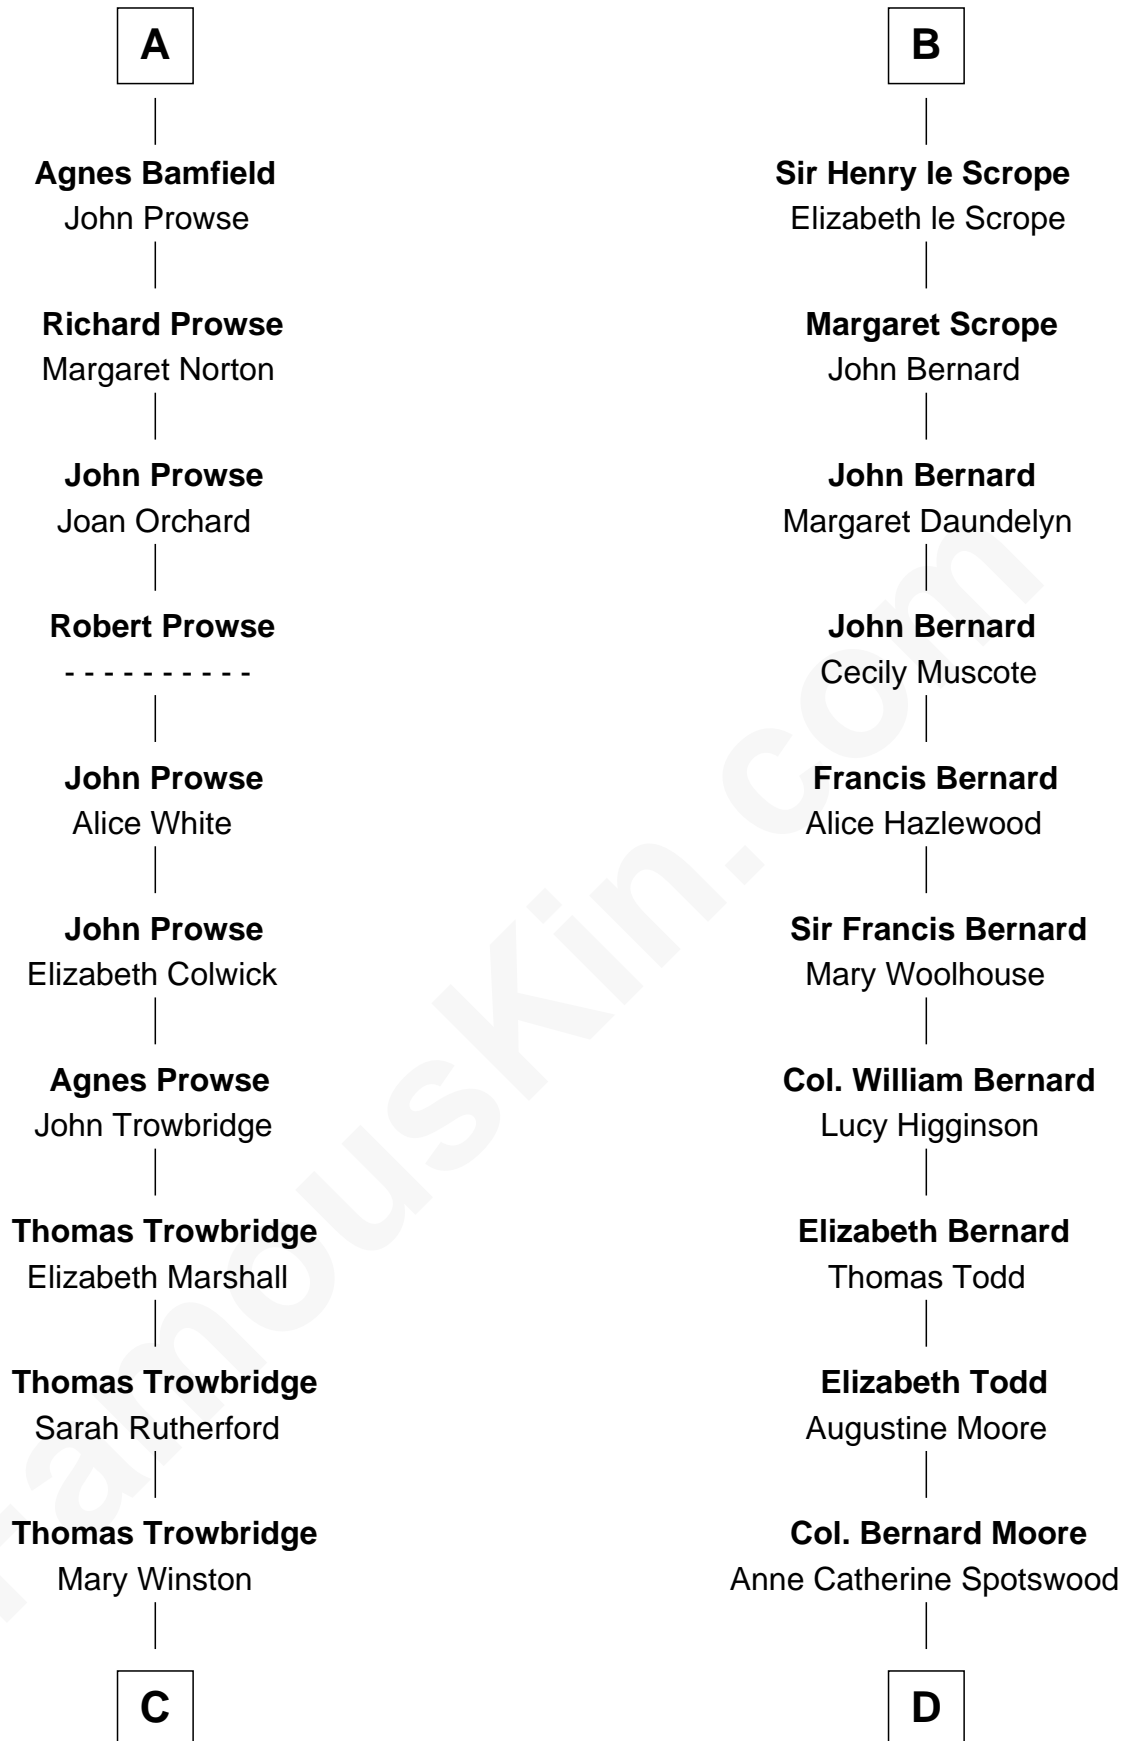 A
Agnes Bamfield
John Prowse
Richard Prowse
Margaret Norton
John Prowse
Joan Orchard
Robert Prowse
- - - - - - - - - -
John Prowse
Alice White
John Prowse
Elizabeth Colwick
Agnes Prowse
John Trowbridge
Thomas Trowbridge
Elizabeth Marshall
Thomas Trowbridge
Sarah Rutherford
Thomas Trowbridge
Mary Winston
C
B
Sir Henry le Scrope
Elizabeth le Scrope
Margaret Scrope
John Bernard
John Bernard
Margaret Daundelyn
John Bernard
Cecily Muscote
Francis Bernard
Alice Hazlewood
Sir Francis Bernard
Mary Woolhouse
Col. William Bernard
Lucy Higginson
Elizabeth Bernard
Thomas Todd
Elizabeth Todd
Augustine Moore
Col. Bernard Moore
Anne Catherine Spotswood
D
FamousKin.com